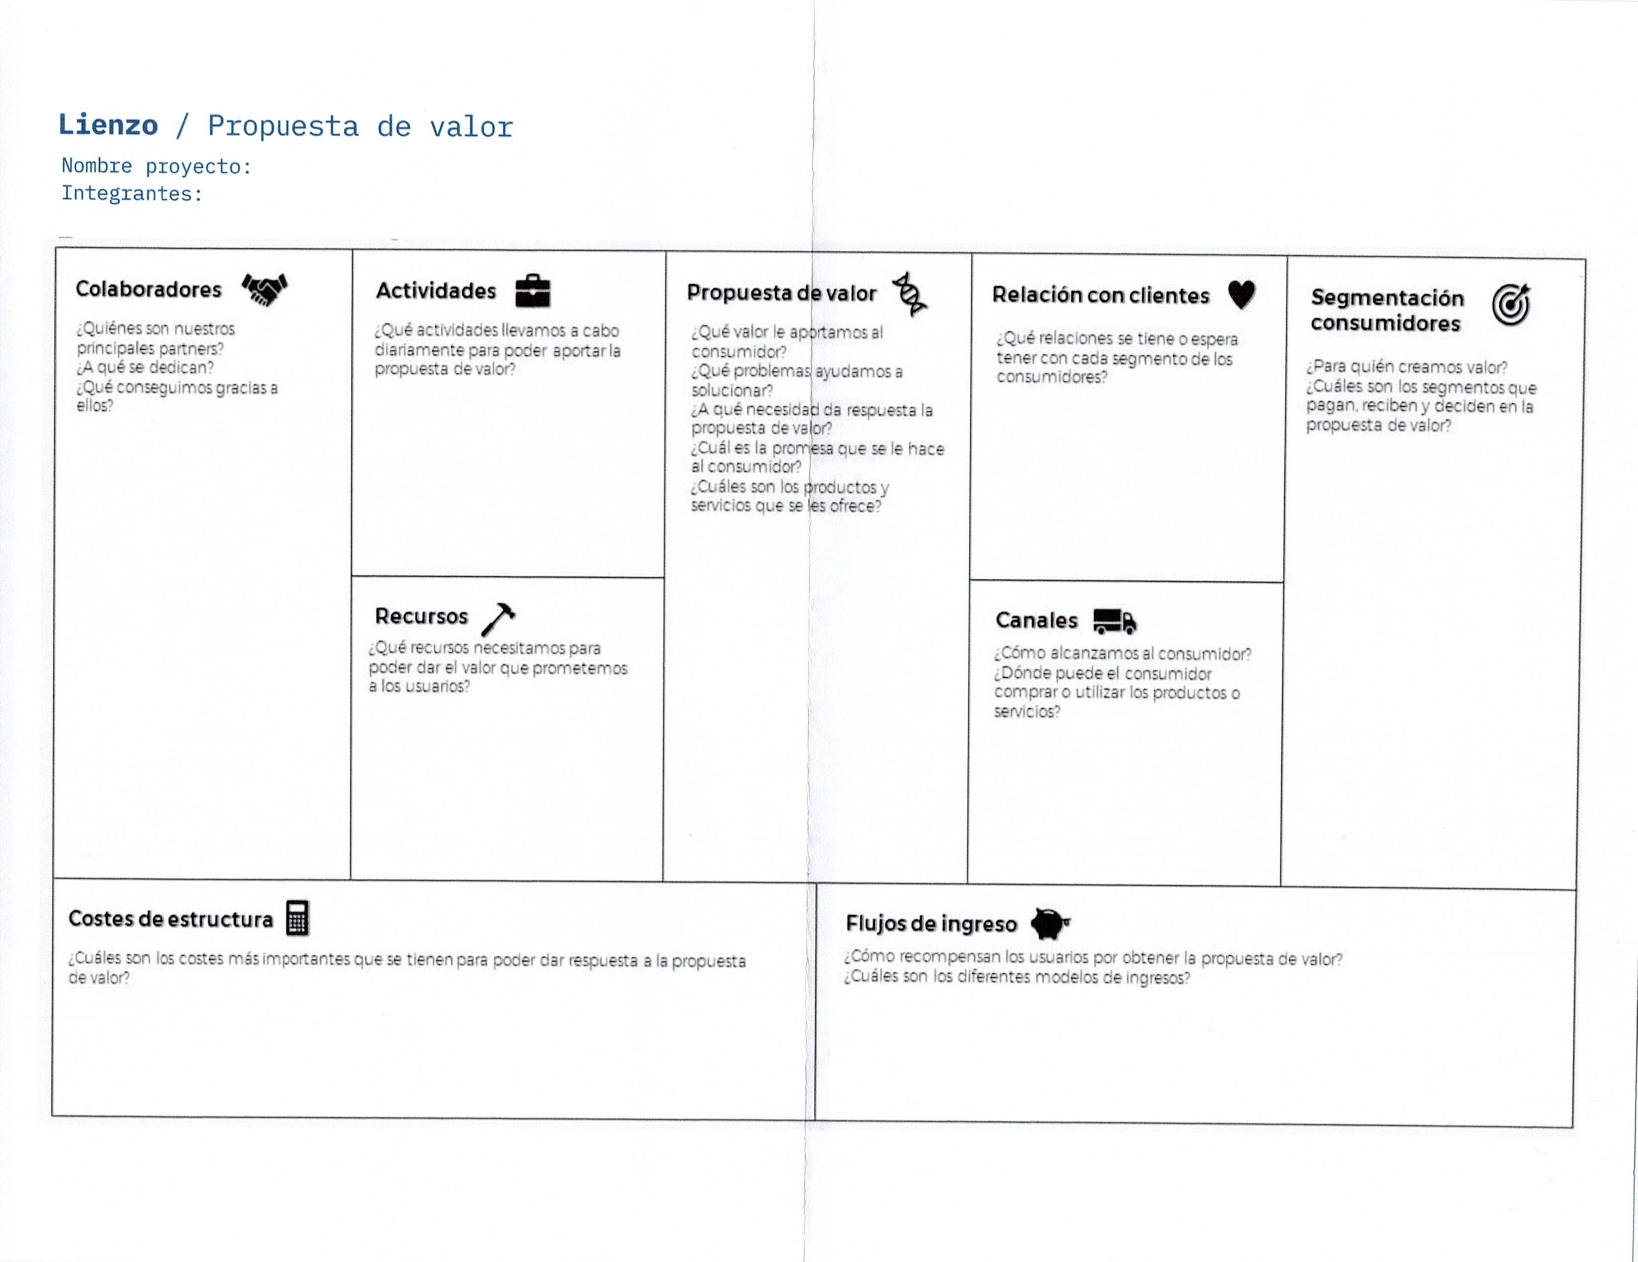 Lienzo / Propuesta de valor
Nombre proyecto:
Integrantes:
Colaboradores
¿Quiénes son nuestros
principales partners?
¿A qué se dedican?
¿Qué conseguimos gracias a
ellos?
Actividades
¿Qué actividades llevamos a cabo
diariamente para poder aportar la
propuesta de valor?
Recursos
¿Qué recursos necesitamos para
poder dar el valor que prometemos
a los usuarios?
Propuesta de valor
¿Qué valor le aportamos al
consumidor?
¿Qué problemas ayudamos a
solucionar?
¿A qué necesidad da respuesta la
propuesta de valor?
¿Cuál es la promesa que se le hace
al consumidor?
¿Cuáles son los productos y
servicios que se les ofrece?
Relación con clientes
¿Qué relaciones se tiene o espera
tener con cada segmento de los
consumidores?
Canales
¿Cómo alcanzamos al consumidor?
¿Dónde puede el consumidor
comprar o utilizar los productos o
servicios?
Segmentación
consumidores
¿Para quién creamos valor?
¿Cuáles son los segmentos que
pagan, reciben y deciden en la
propuesta de valor?
Costes de estructura
¿Cuáles son los costes más importantes que se tienen para poder dar respuesta a la propuesta
de valor?
Flujos de ingreso
¿Cómo recompensan los usuarios por obtener la propuesta de valor?
¿Cuáles son los diferentes modelos de ingresos?